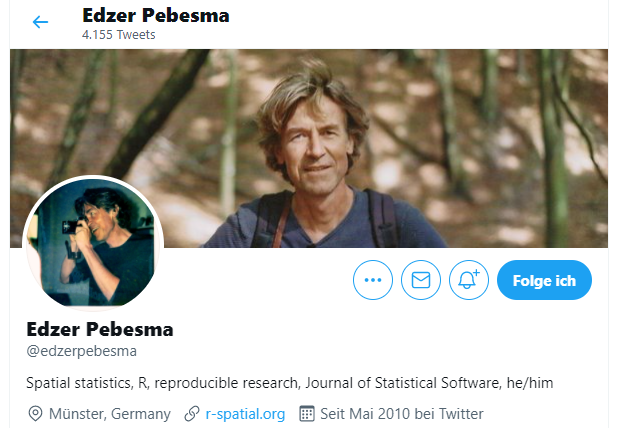 Edzer Pebesma
4.155 Tweets
Folge ich
Edzer Pebesma
@edzerpebesma
Spatial statistics, R, reproducible research, Journal of Statistical Software, he/him
Münster, Germany r-spatial.org Seit Mai 2010 bei Twitter